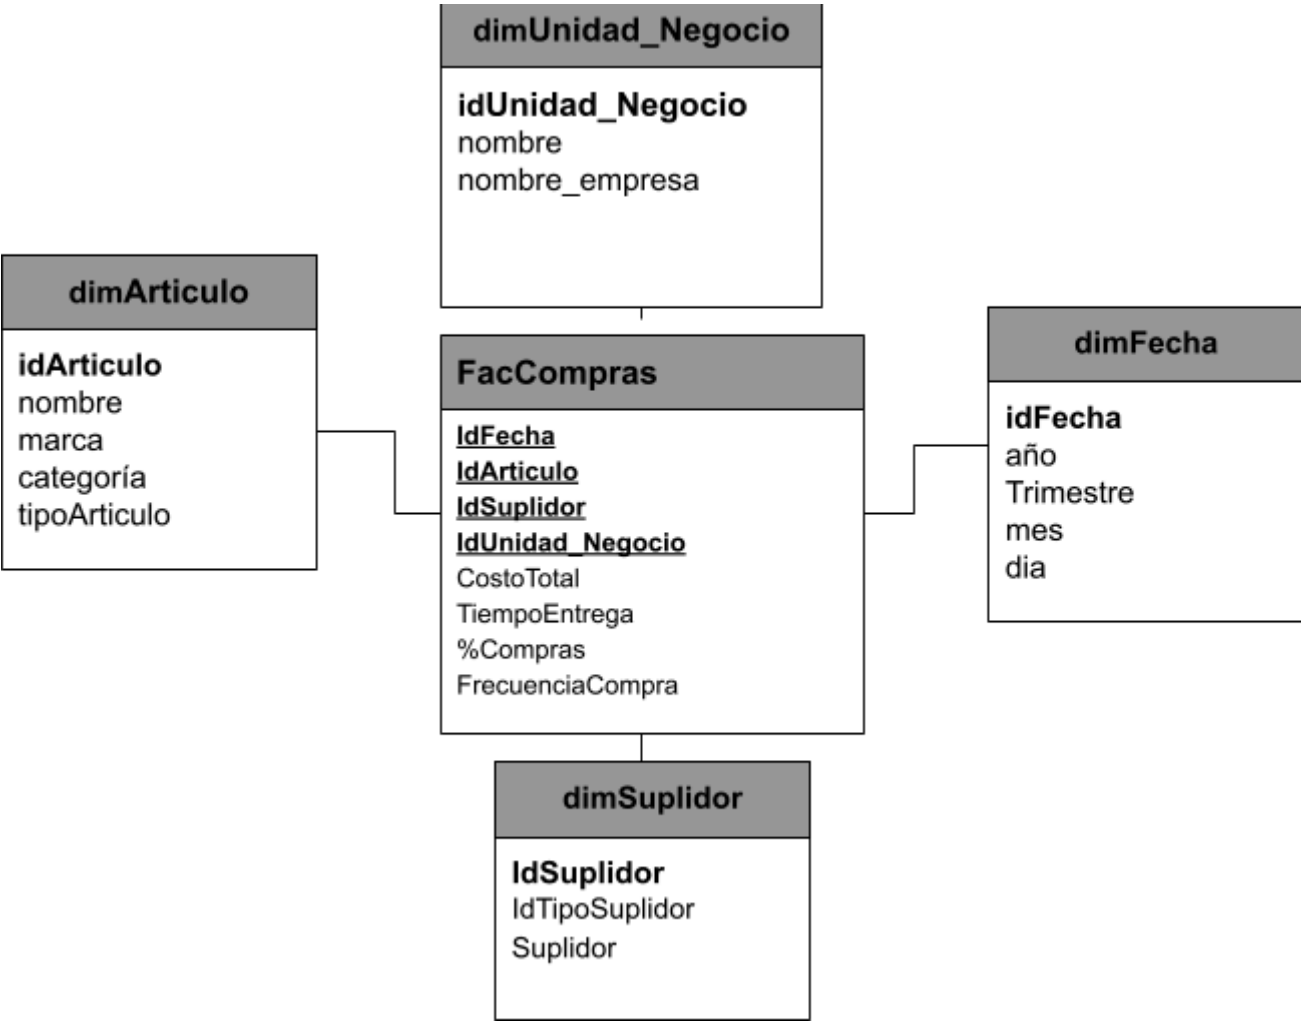 dimUnidad_Negocio
idUnidad_Negocio
nombre
nombre_empresa
dimArticulo
idArticulo
nombre
marca
categoría
tipoArticulo
FacCompras
IdFecha
IdArticulo
IdSuplidor
IdUnidad_Negocio
CostoTotal
TiempoEntrega
%Compras
FrecuenciaCompra
dimFecha
idFecha
año
Trimestre
mes
dia
dimSuplidor
IdSuplidor
IdTipoSuplidor
Suplidor